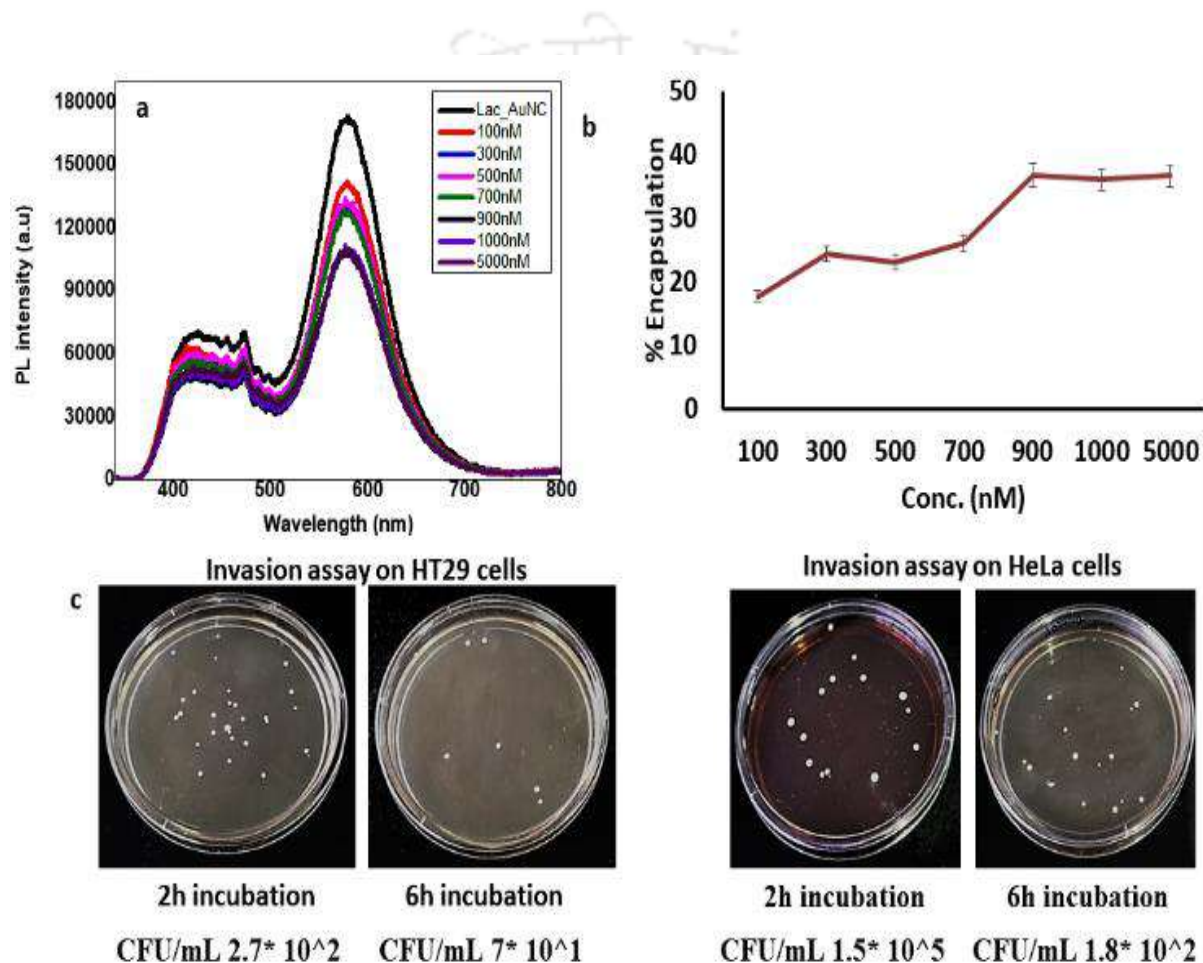 a
180000
150000
120000
90000
60000
30000
0
PL intensity (a.u)
400 500 600 700 800
Wavelength (nm)
Lac_AuNC
100nM
300nM
500nM
700nM
900nM
1000nM
5000nM
b
50
40
30
20
10
0
% Encapsulation
100 300 500 700 900 1000 5000
Conc. (nM)
c
Invasion assay on HT29 cells
2h incubation
CFU/mL 2.7* 10^2
6h incubation
CFU/mL 7* 10^1
Invasion assay on HeLa cells
2h incubation
CFU/mL 1.5* 10^5
6h incubation
CFU/mL 1.8* 10^2